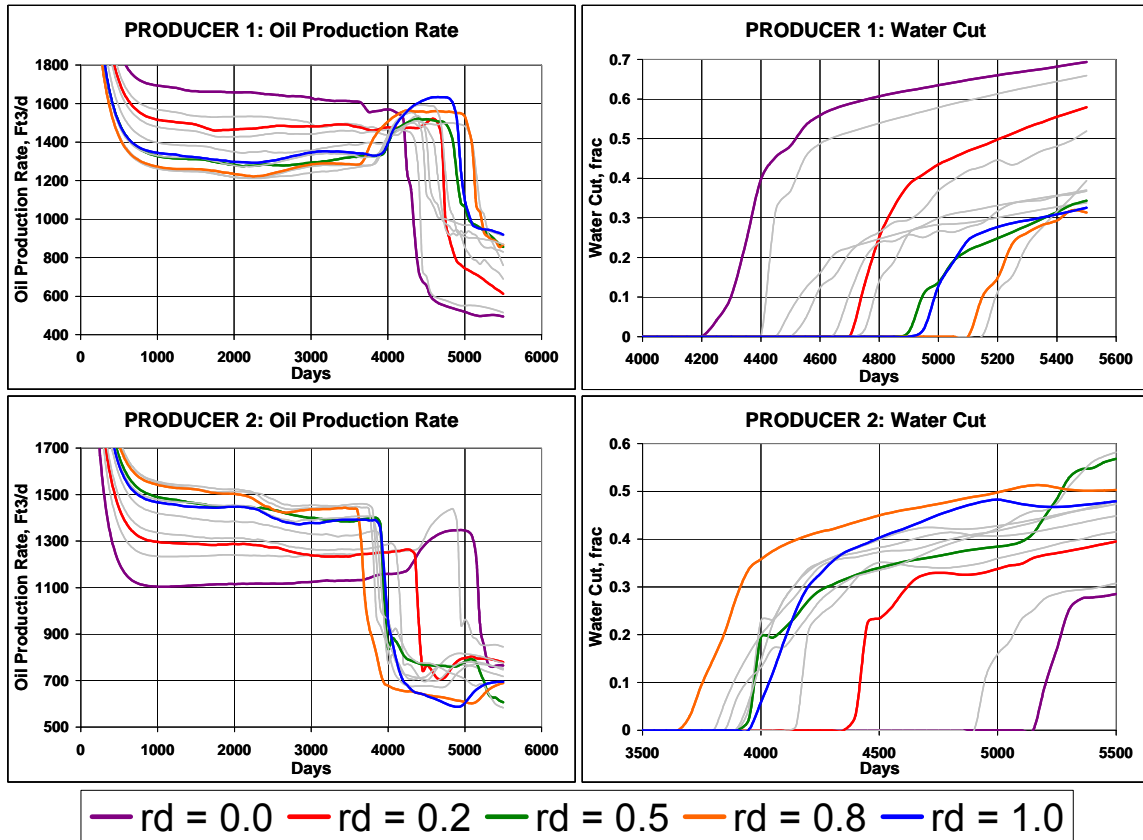 PRODUCER 1: Oil Production Rate
Oil Production Rate, Ft3/d
1800
1600
1400
1200
1000
800
600
400
0 1000 2000 3000 4000 5000 6000
Days
PRODUCER 1: Water Cut
Water Cut, frac
0.7
0.6
0.5
0.4
0.3
0.2
0.1
0
4000 4200 4400 4600 4800 5000 5200 5400 5600
Days
PRODUCER 2: Oil Production Rate
Oil Production Rate, Ft3/d
1700
1500
1300
1100
900
700
500
0 1000 2000 3000 4000 5000 6000
Days
PRODUCER 2: Water Cut
Water Cut, frac
0.6
0.5
0.4
0.3
0.2
0.1
0
3500 4000 4500 5000 5500
Days
rd = 0.0 rd = 0.2 rd = 0.5 rd = 0.8 rd = 1.0